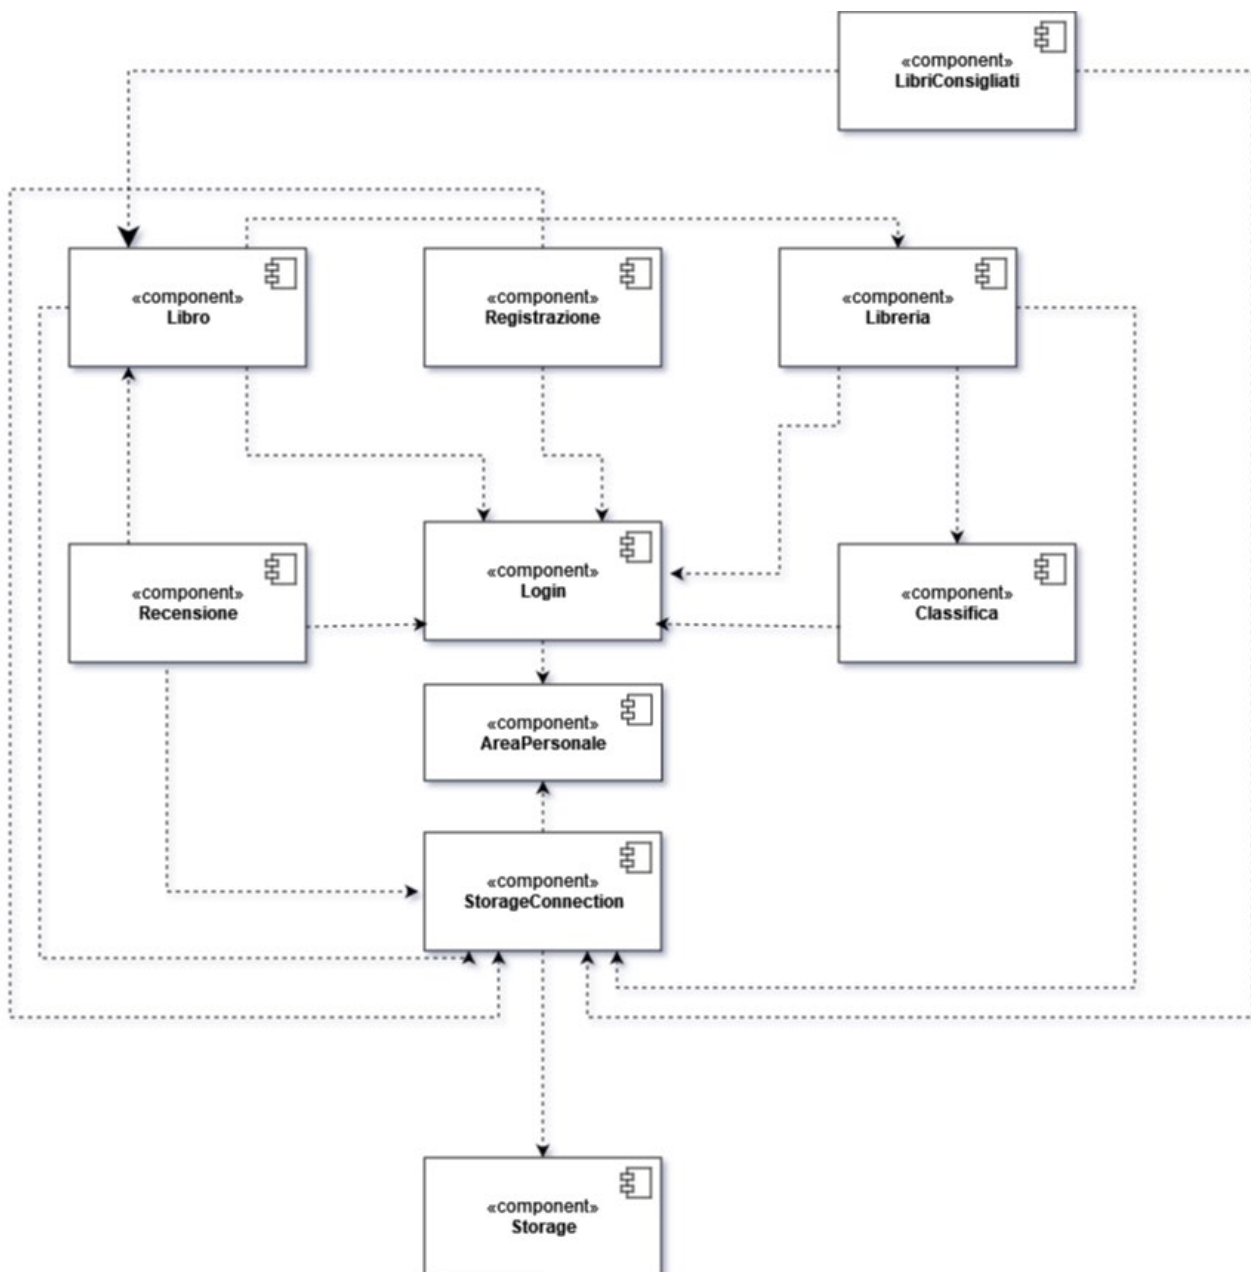 «component»
LibriConsigliati
«component»
Libro
«component»
Registrazione
«component»
Libreria
«component»
Recensione
«component»
Login
«component»
Classifica
«component»
AreaPersonale
«component»
StorageConnection
«component»
Storage